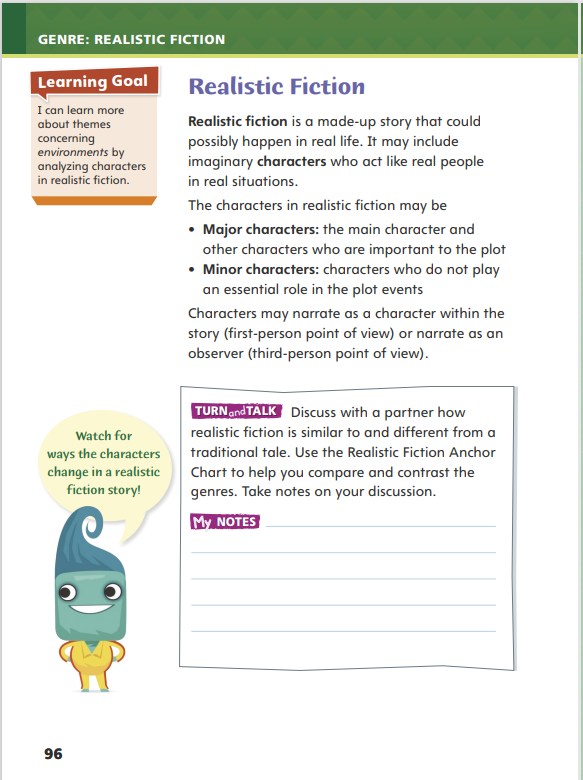 GENRE: REALISTIC FICTION
Learning Goal
I can learn more
about themes
concerning
environments by
analyzing characters
in realistic fiction.
Realistic Fiction
Realistic fiction is a made-up story that could
possibly happen in real life. It may include
imaginary characters who act like real people
in real situations.
The characters in realistic fiction may be
• Major characters: the main character and
other characters who are important to the plot
• Minor characters: characters who do not play
an essential role in the plot events
Characters may narrate as a character within the
story (first-person point of view) or narrate as an
observer (third-person point of view).
TURN and TALK Discuss with a partner how
realistic fiction is similar to and different from a
traditional tale. Use the Realistic Fiction Anchor
Chart to help you compare and contrast the
genres. Take notes on your discussion.
My NOTES
Watch for
ways the characters
change in a realistic
fiction story!
96